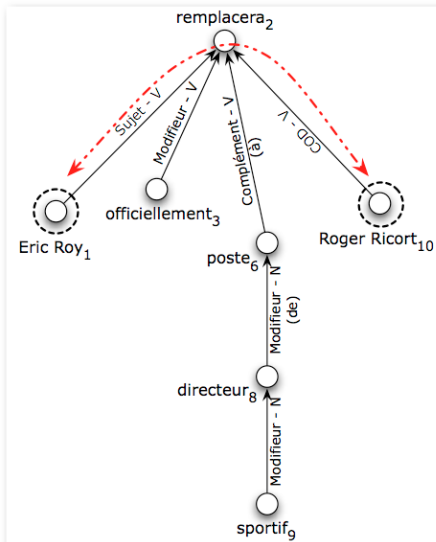 remplacera2
Sujet - V
Modifieur - V
Complément - V
(à)
COD - V
Eric Roy1
officiellement3
Roger Ricort10
poste6
Modifieur - N
(de)
directeur8
Modifieur - N
sportif9